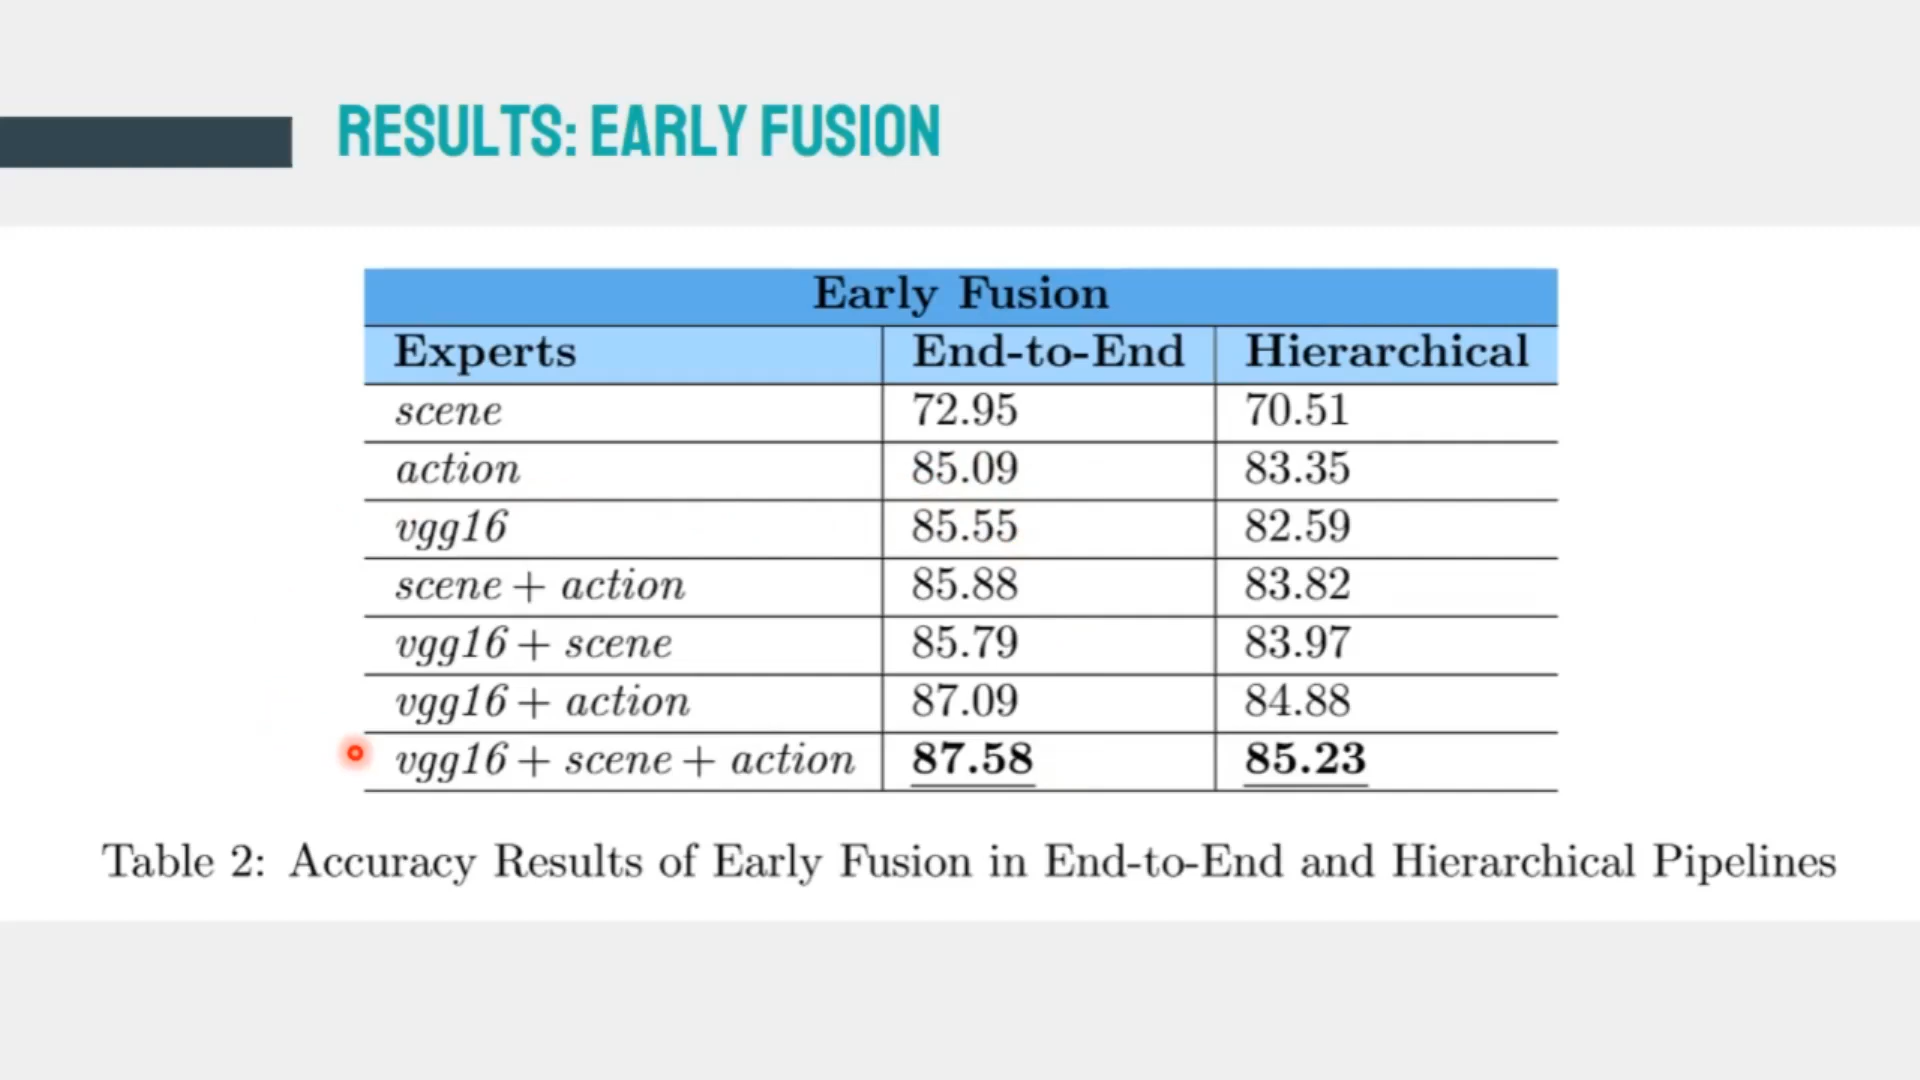 RESULTS: EARLY FUSION
Early Fusion
Experts End-to-End Hierarchical
scene 72.95 70.51
action 85.09 83.35
vgg16 85.55 82.59
scene + action 85.88 83.82
vgg16 + scene 85.79 83.97
vgg16 + action 87.09 84.88
vgg16 + scene + action 87.58 85.23
Table 2: Accuracy Results of Early Fusion in End-to-End and Hierarchical Pipelines